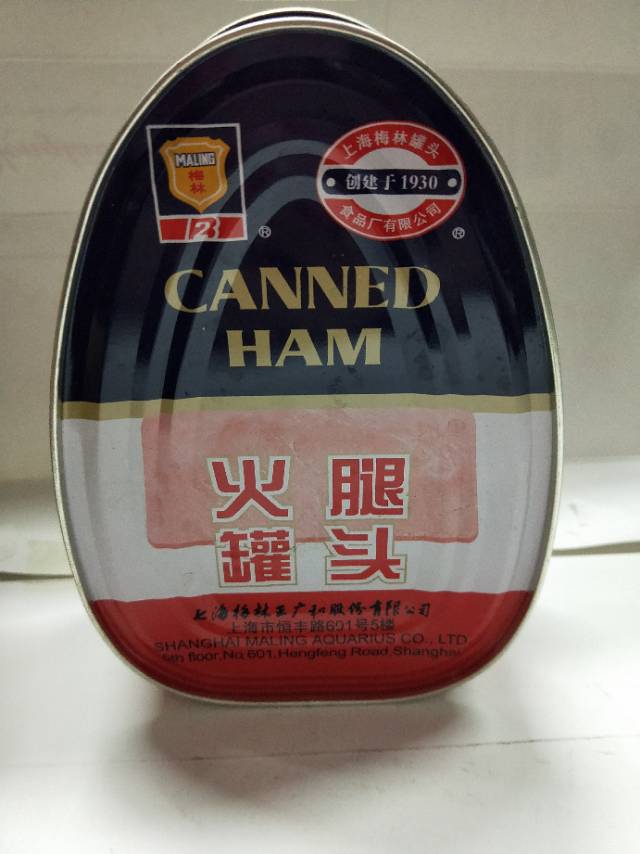 MALING
梅
林
B2
®
上海梅林罐头
创建于1930
食品厂有限公司
®
CANNED
HAM
火腿
罐头
上海梅林正广和股份有限公司
上海市恒丰路601号5楼
SHANGHAI MALING AQUARIUS CO., LTD
5th floor, No.601, Hengfeng Road, Shanghai